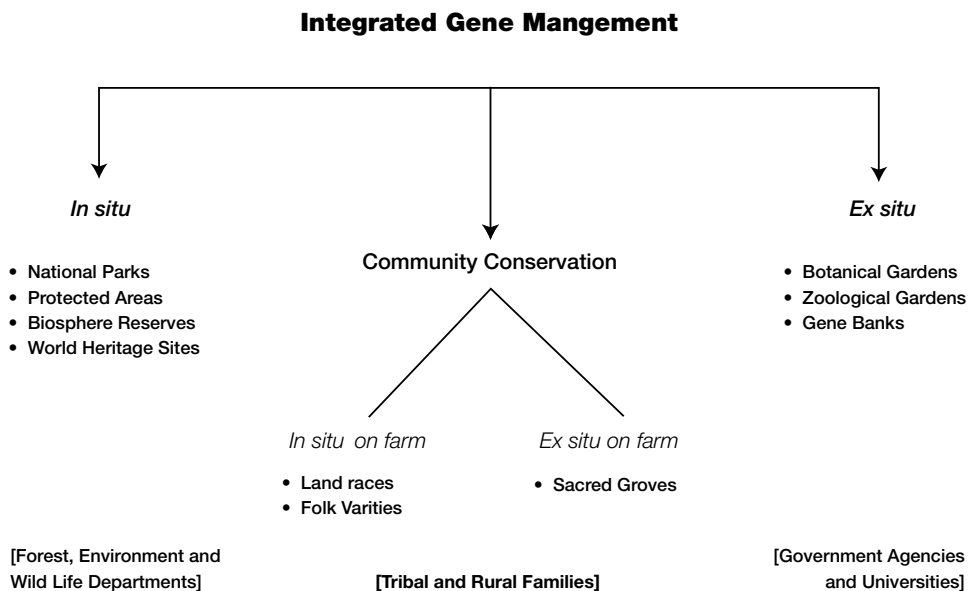 Integrated Gene Mangement
In situ
• National Parks
• Protected Areas
• Biosphere Reserves
• World Heritage Sites
Community Conservation
In situ on farm
• Land races
• Folk Varities
Ex situ on farm
• Sacred Groves
Ex situ
• Botanical Gardens
• Zoological Gardens
• Gene Banks
[Forest, Environment and
Wild Life Departments]
[Tribal and Rural Families]
[Government Agencies
and Universities]